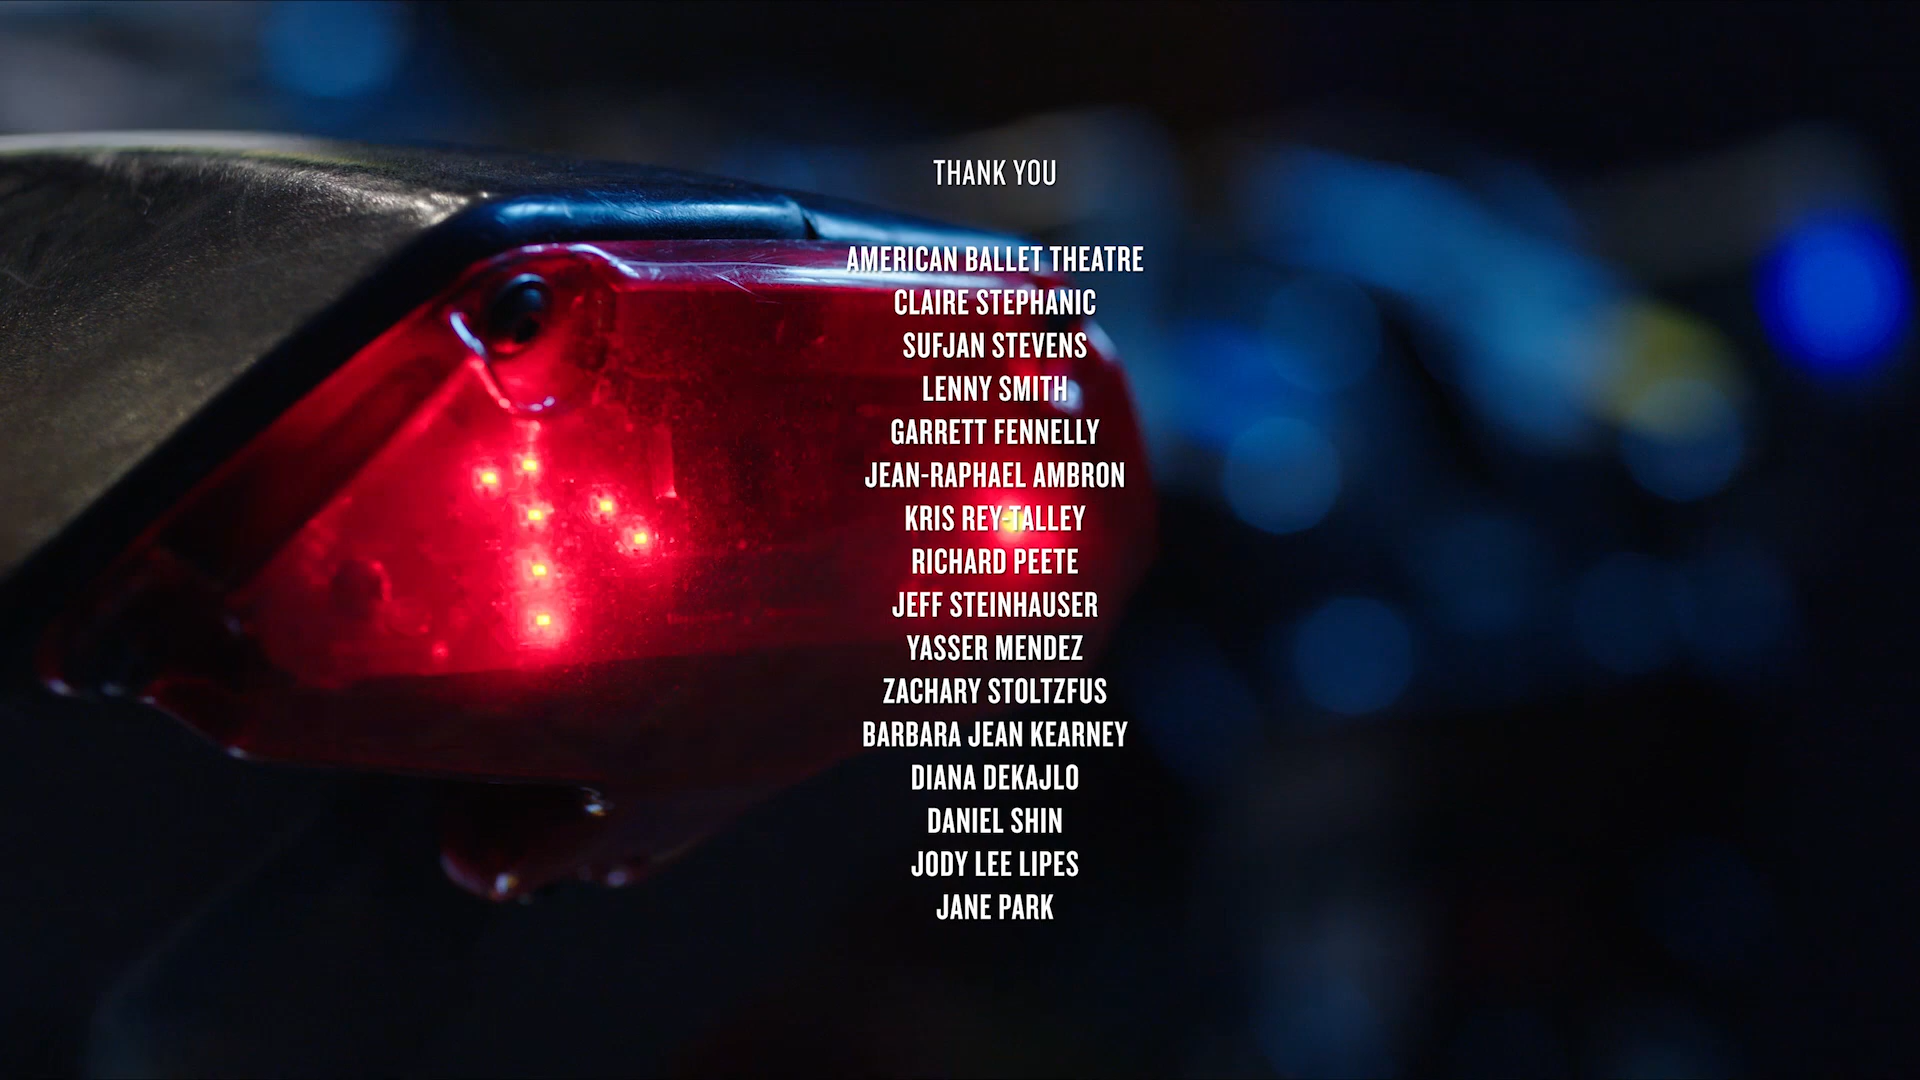 THANK YOU
AMERICAN BALLET THEATRE
CLAIRE STEPHANIC
SUFJAN STEVENS
LENNY SMITH
GARRETT FENNELLY
JEAN-RAPHAEL AMBRON
KRIS REY-TALLEY
RICHARD PEETE
JEFF STEINHAUSER
YASSER MENDEZ
ZACHARY STOLTZFUS
BARBARA JEAN KEARNEY
DIANA DEKAJLO
DANIEL SHIN
JODY LEE LIPES
JANE PARK